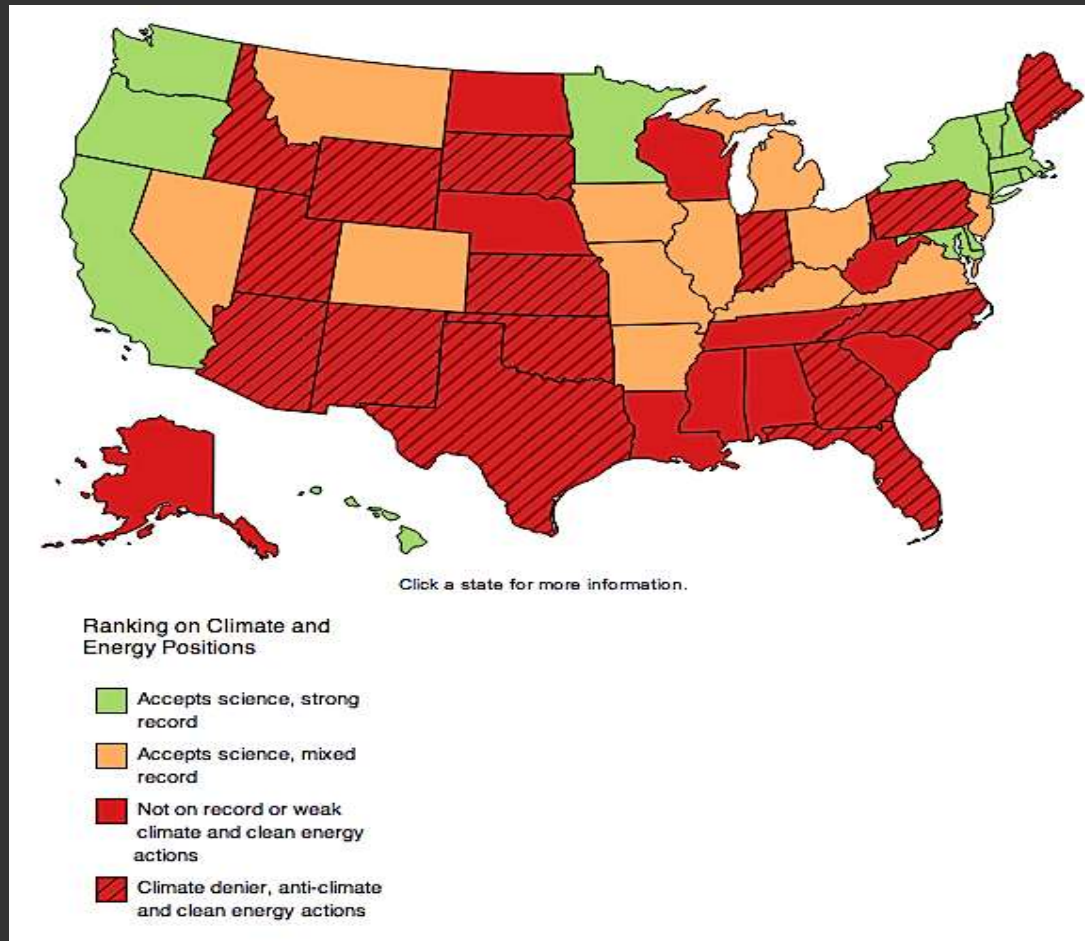 Click a state for more information.
Ranking on Climate and
Energy Positions
Accepts science, strong
record
Accepts science, mixed
record
Not on record or weak
climate and clean energy
actions
Climate denier, anti-climate
and clean energy actions